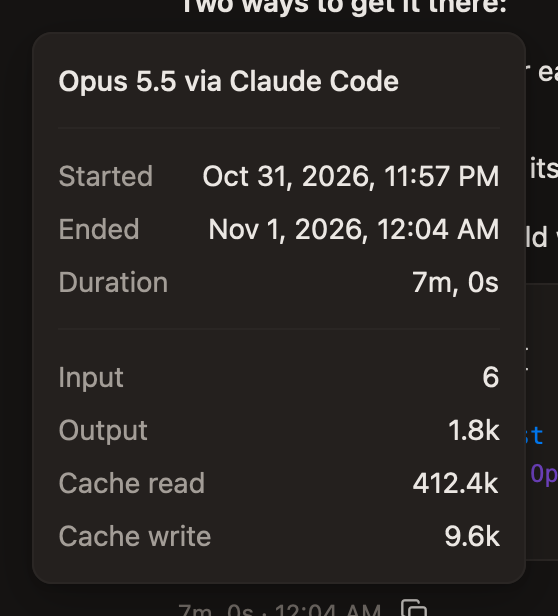 Two ways to get it there:
Opus 5.5 via Claude Code
Started Oct 31, 2026, 11:57 PM
Ended Nov 1, 2026, 12:04 AM
Duration 7m, 0s
Input 6
Output 1.8k
Cache read 412.4k
Cache write 9.6k
7m, 0s · 12:04 AM